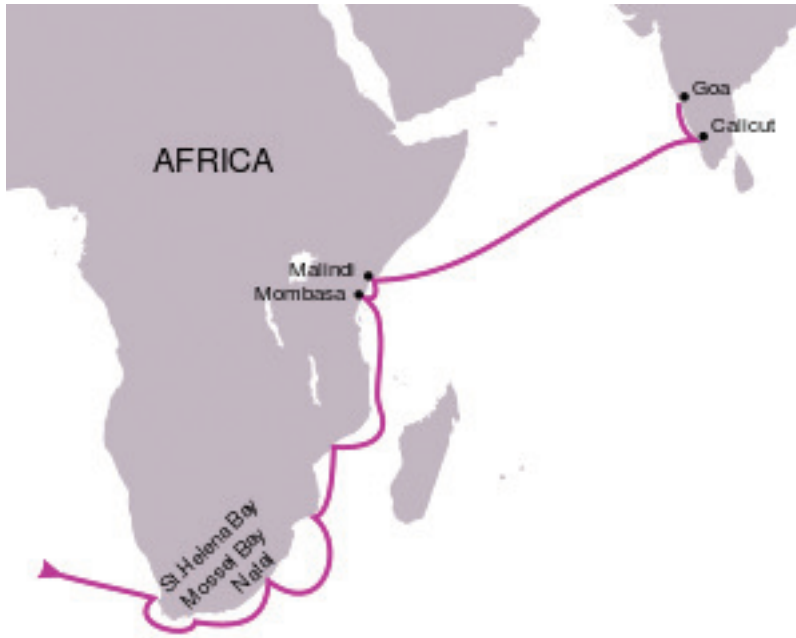 Goa
Calicut
AFRICA
Malindi
Mombasa
St.Helena Bay
Mossel Bay
Natal